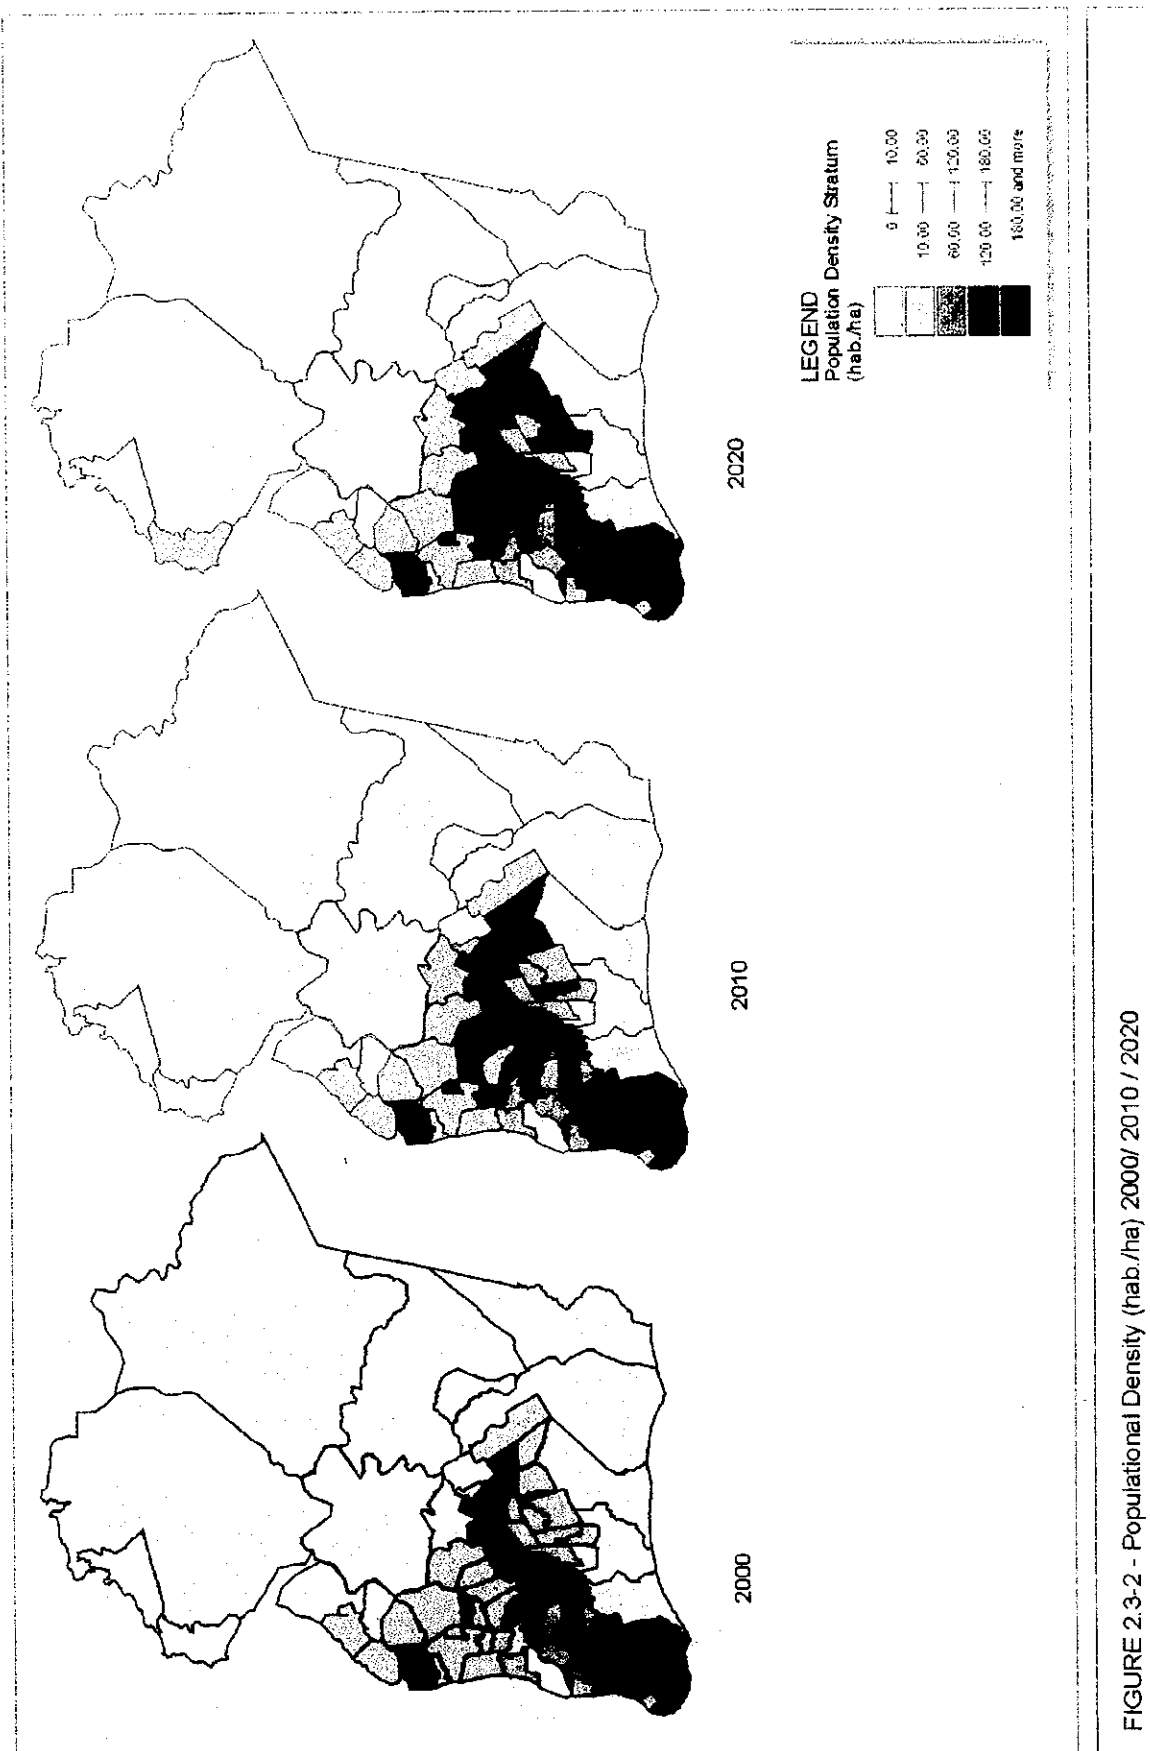 2000
2010
2020
LEGEND
Population Density Stratum
(hab./ha)
0 |— 10,00
10.00 —| 60,00
60.00 —| 120.00
120.00 —| 180,00
180,00 and more
FIGURE 2.3-2 - Populational Density (hab./ha) 2000/ 2010 / 2020